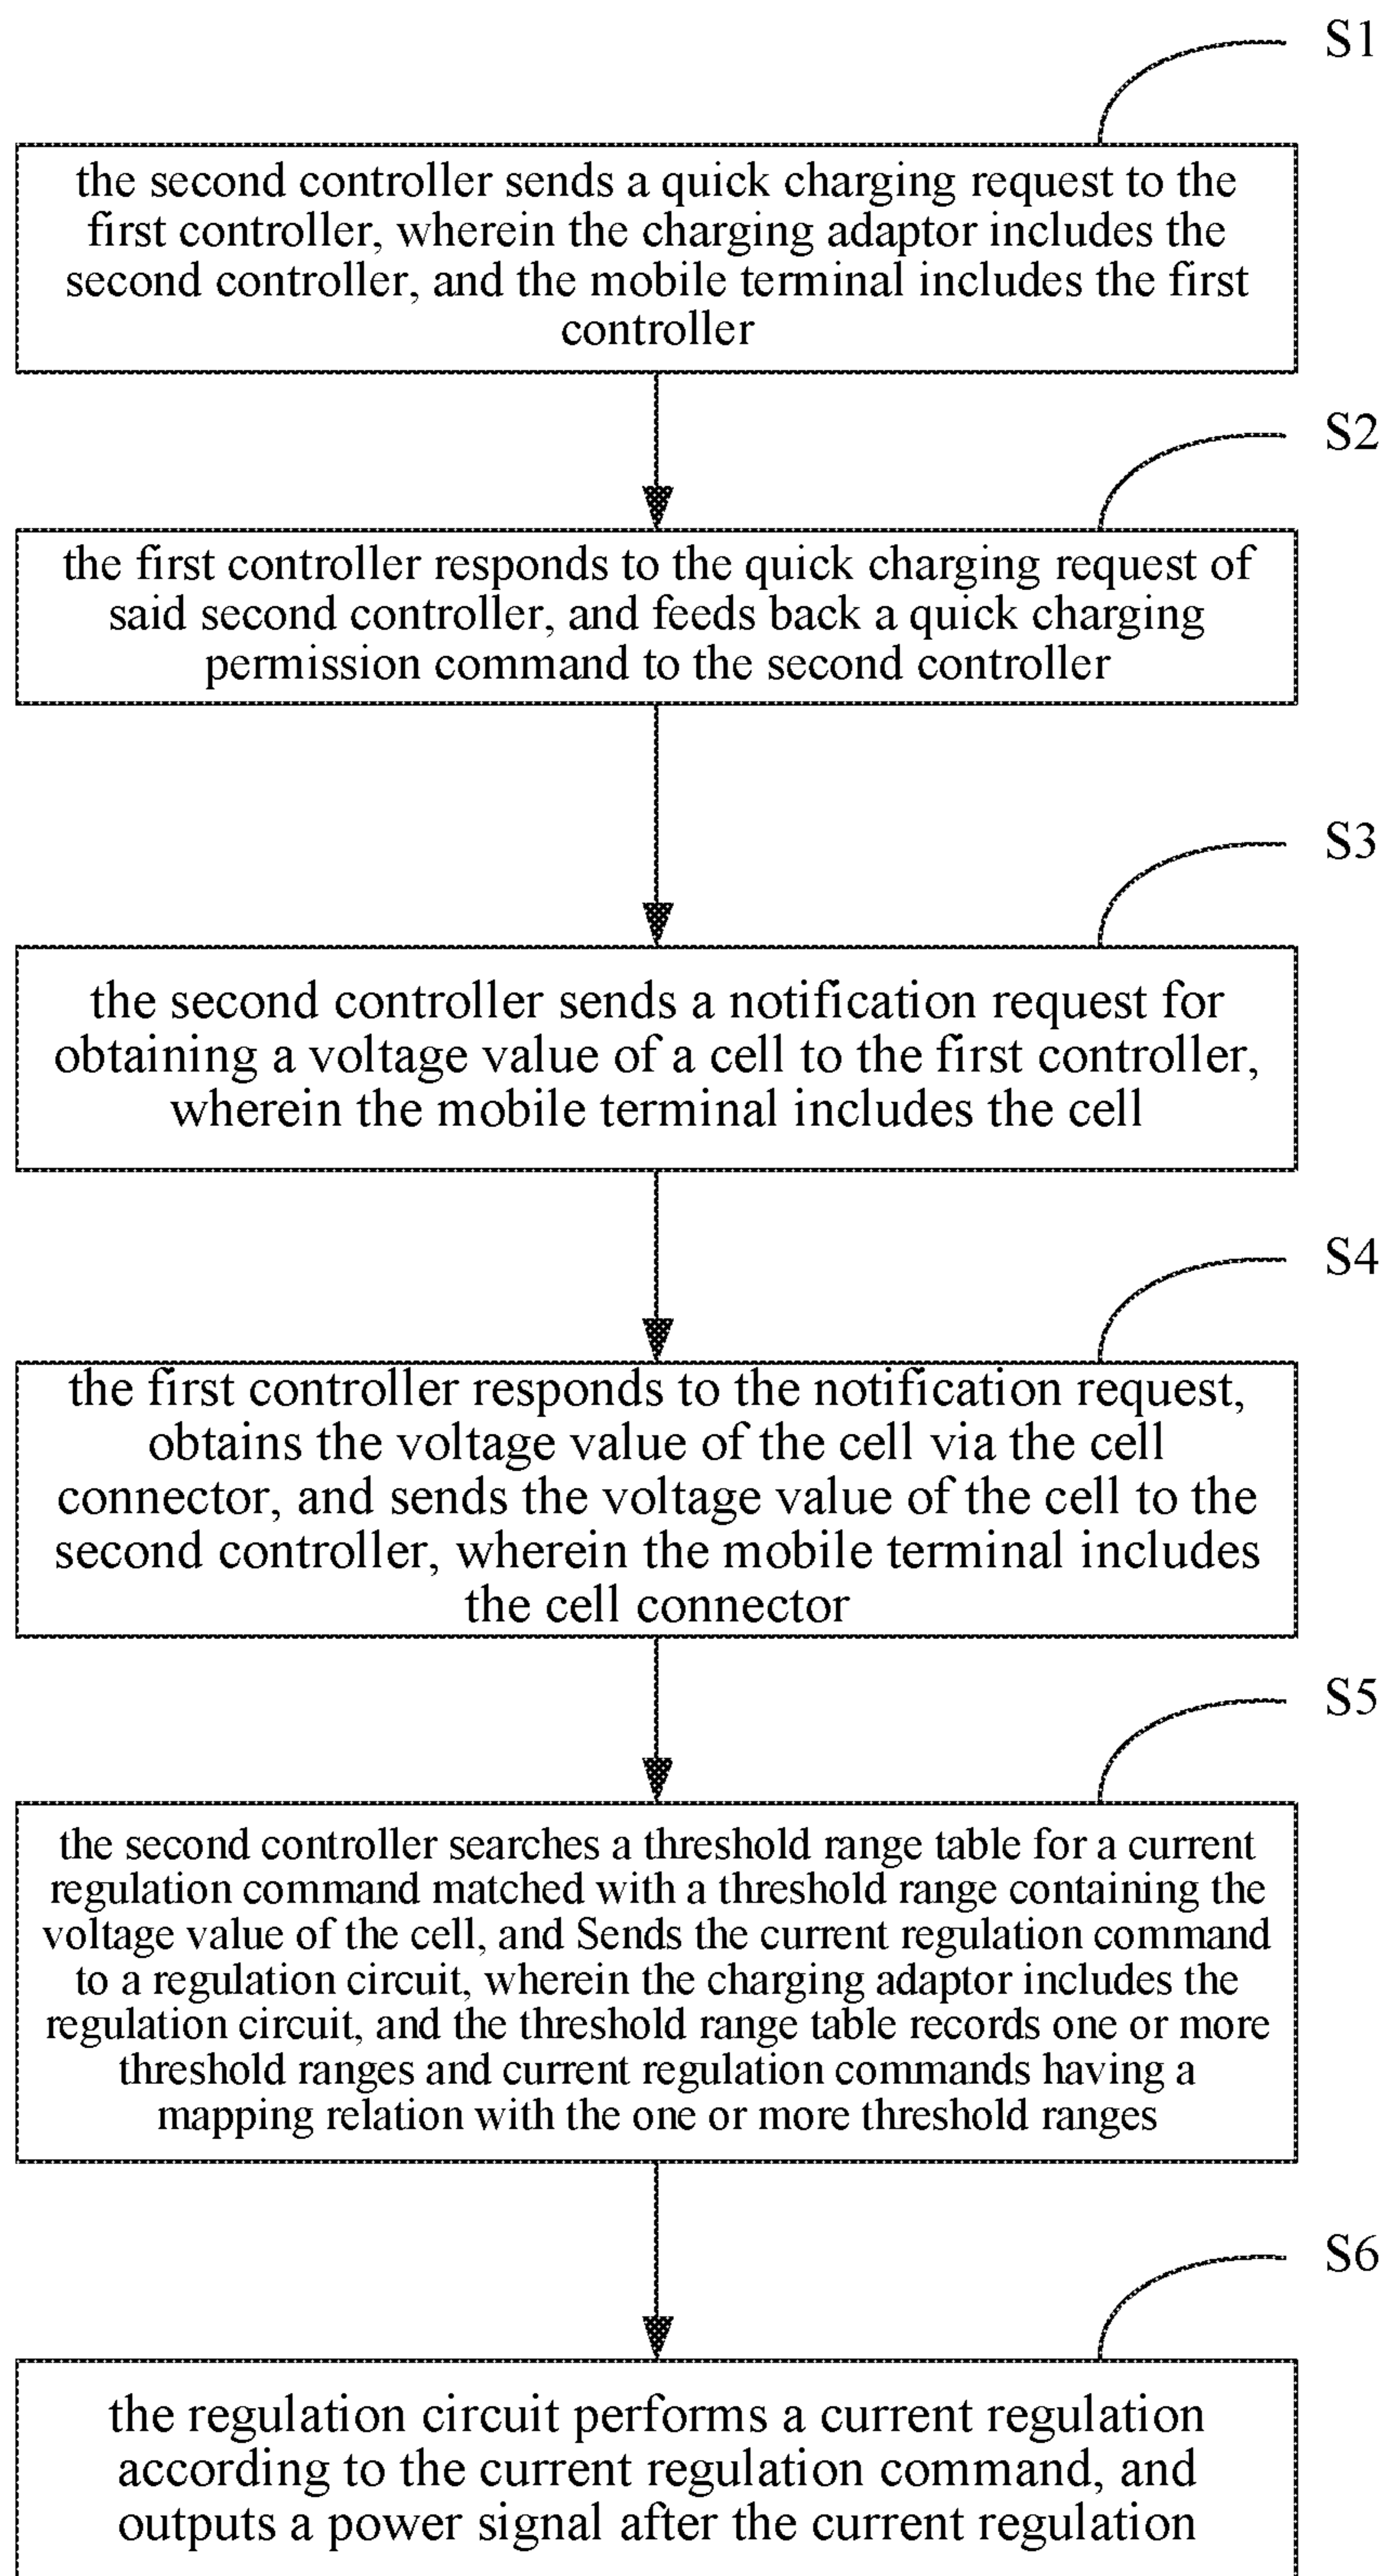 S1
the second controller sends a quick charging request to the
first controller, wherein the charging adaptor includes the
second controller, and the mobile terminal includes the first
controller
S2
the first controller responds to the quick charging request of
said second controller, and feeds back a quick charging
permission command to the second controller
S3
the second controller sends a notification request for
obtaining a voltage value of a cell to the first controller,
wherein the mobile terminal includes the cell
S4
the first controller responds to the notification request,
obtains the voltage value of the cell via the cell
connector, and sends the voltage value of the cell to the
second controller, wherein the mobile terminal includes
the cell connector
S5
the second controller searches a threshold range table for a current
regulation command matched with a threshold range containing the
voltage value of the cell, and Sends the current regulation command
to a regulation circuit, wherein the charging adaptor includes the
regulation circuit, and the threshold range table records one or more
threshold ranges and current regulation commands having a
mapping relation with the one or more threshold ranges
S6
the regulation circuit performs a current regulation
according to the current regulation command, and
outputs a power signal after the current regulation